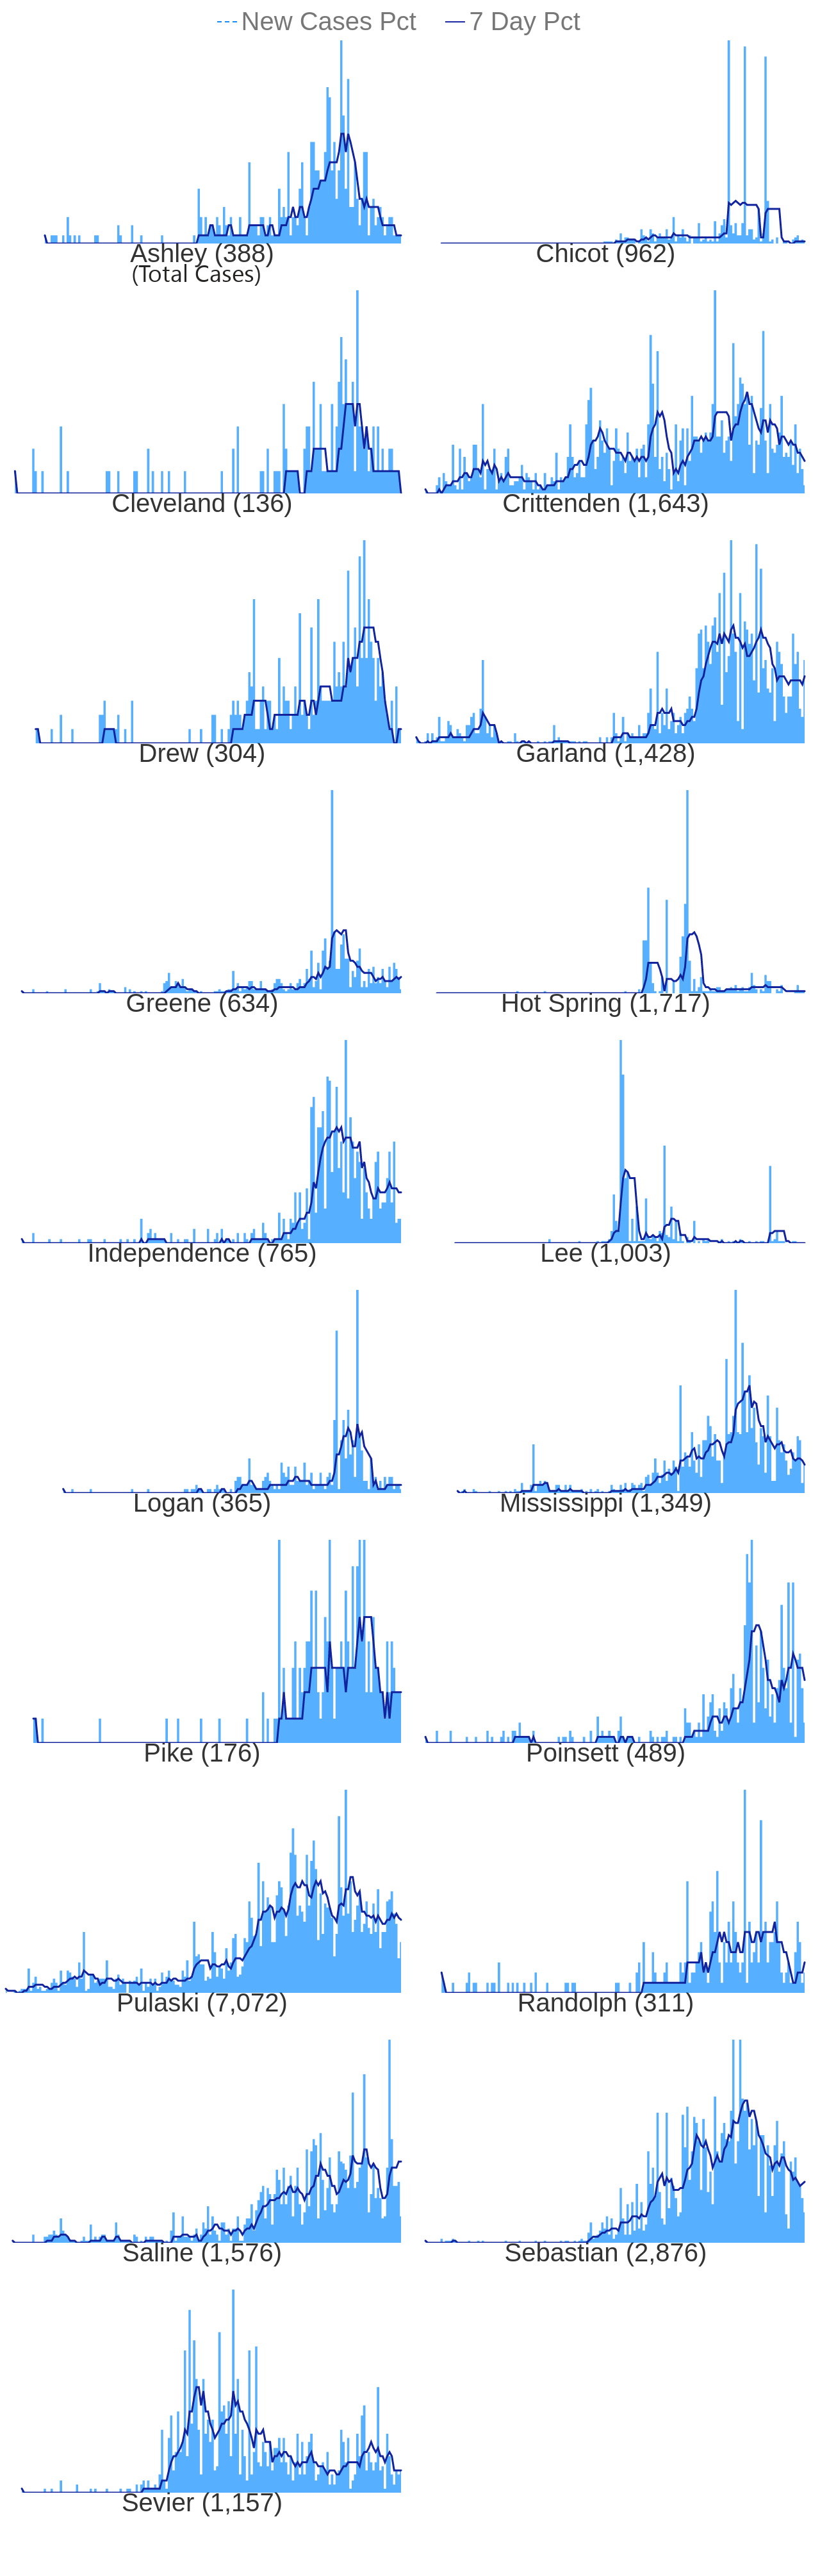 New Cases Pct 7 Day Pct
Ashley (388) Chicot (962)
(Total Cases)
Cleveland (136) Crittenden (1,643)
Drew (304) Garland (1,428)
Greene (634) Hot Spring (1,717)
Independence (765) Lee (1,003)
Logan (365) Mississippi (1,349)
Pike (176) Poinsett (489)
Pulaski (7,072) Randolph (311)
Saline (1,576) Sebastian (2,876)
Sevier (1,157)